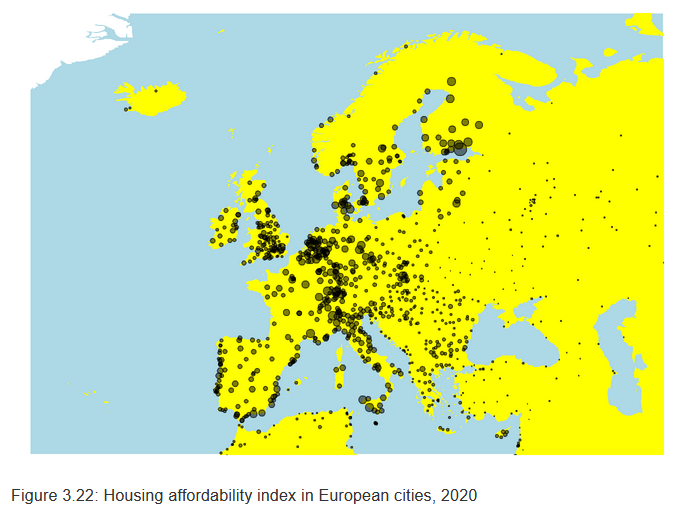 Figure 3.22: Housing affordability index in European cities, 2020